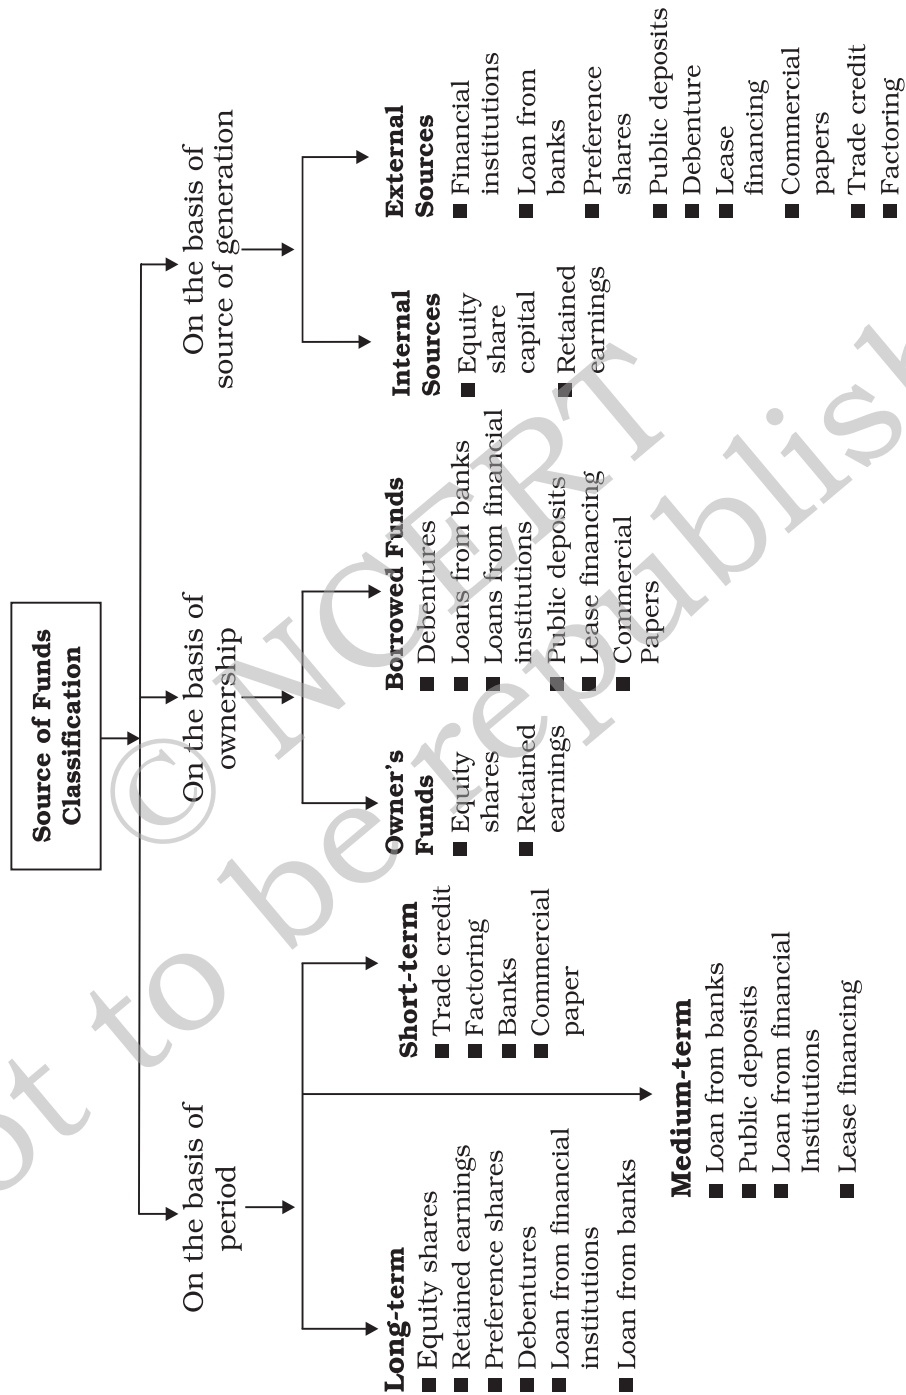 Source of Funds
Classification
On the basis of
period
On the basis of
ownership
On the basis of
source of generation
Long-term
Equity shares
Retained earnings
Preference shares
Debentures
Loan from financial
institutions
Loan from banks
Short-term
Trade credit
Factoring
Banks
Commercial
paper
Medium-term
Loan from banks
Public deposits
Loan from financial
Institutions
Lease financing
Owner's
Funds
Equity
shares
Retained
earnings
Borrowed Funds
Debentures
Loans from banks
Loans from financial
institutions
Public deposits
Lease financing
Commercial
Papers
Internal
Sources
Equity
share
capital
Retained
earnings
External
Sources
Financial
institutions
Loan from
banks
Preference
shares
Public deposits
Debenture
Lease
financing
Commercial
papers
Trade credit
Factoring
© NCERT
to be republish